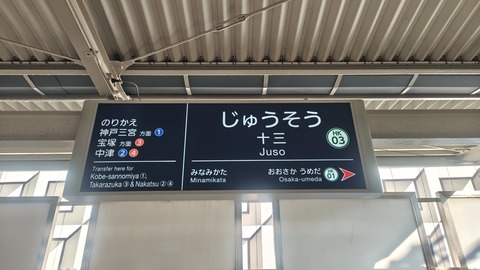 のりかえ
神戸三宮 方面 1
宝塚 方面 3
中津 2 4
Transfer here for
Kobe-sannomiya ①,
Takarazuka ③ & Nakatsu ② ④
じゅうそう
十三
Juso
HK
03
みなみかた
Minamikata
おおさか うめだ
Osaka-umeda
HK
01